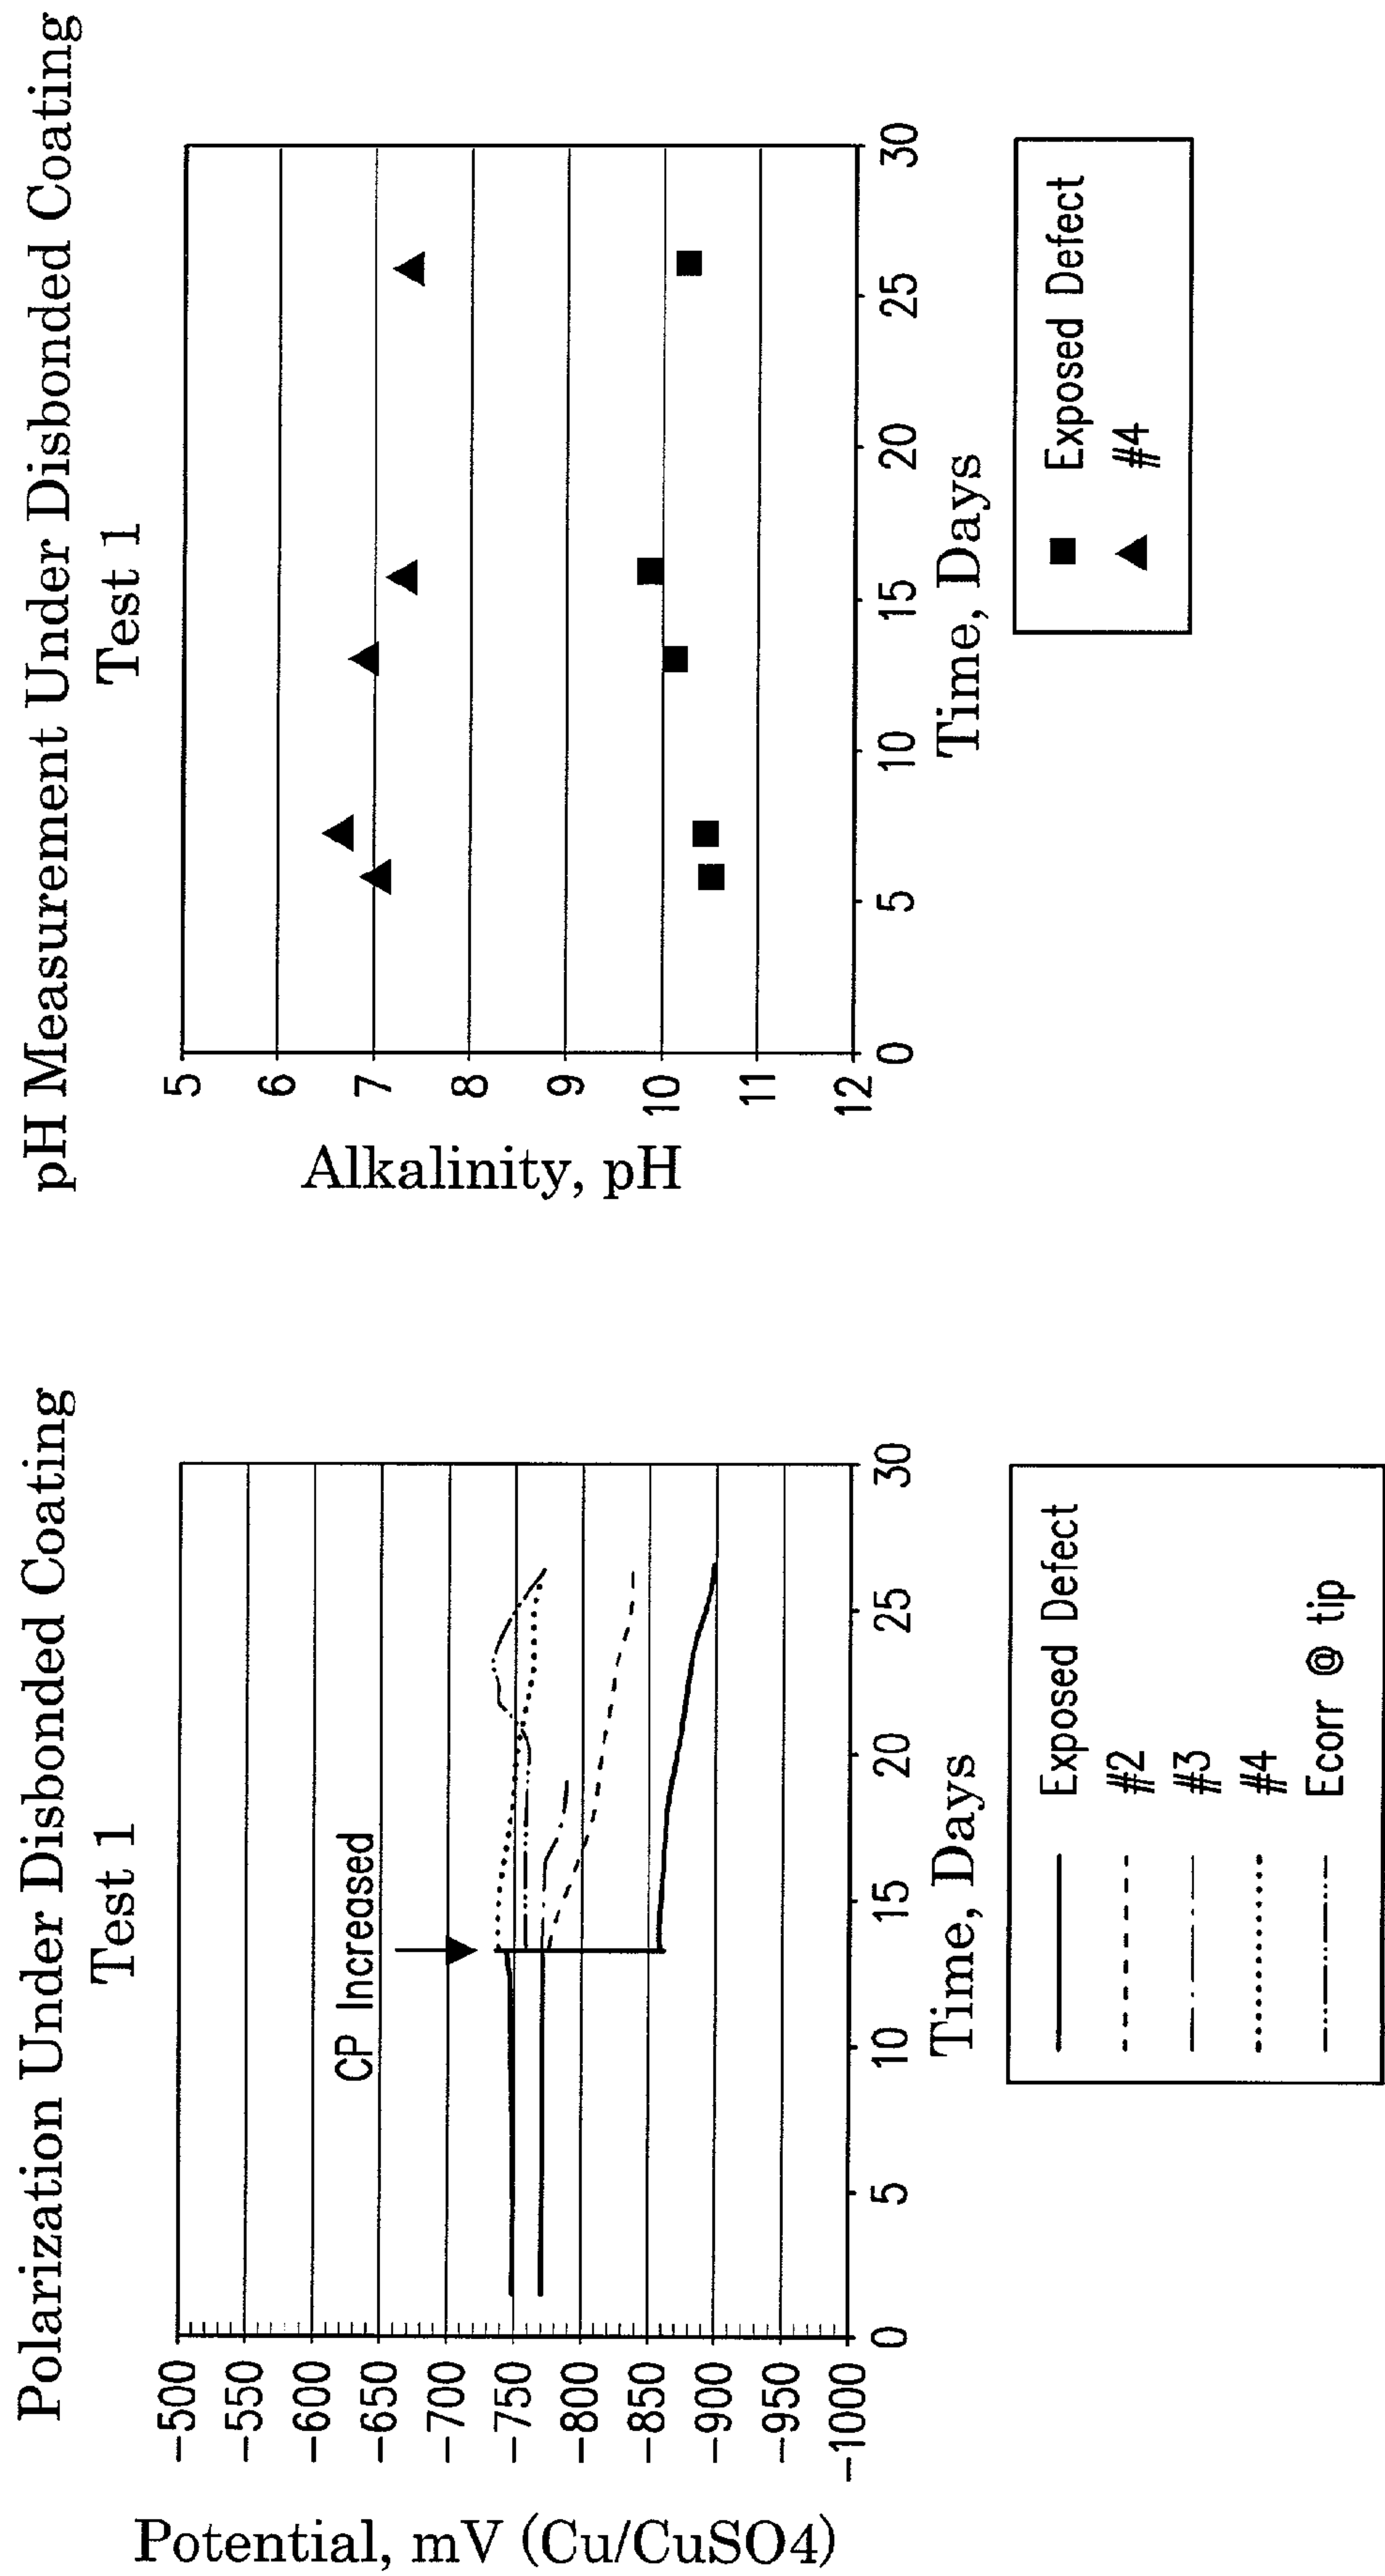 Polarization Under Disbonded Coating
Test 1
Potential, mV (Cu/CuSO4)
-500
-550
-600
-650
-700
-750
-800
-850
-900
-950
-1000
CP Increased
0 5 10 15 20 25 30
Time, Days
Exposed Defect
#2
#3
#4
Ecorr @ tip
pH Measurement Under Disbonded Coating
Test 1
Alkalinity, pH
5
6
7
8
9
10
11
12
0 5 10 15 20 25 30
Time, Days
Exposed Defect
#4